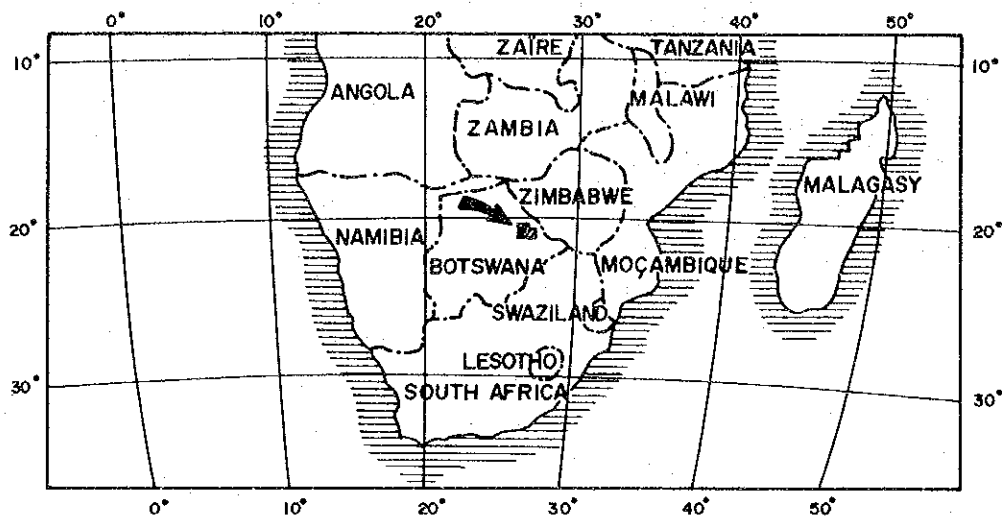 0° 10° 20° 30° 40° 50°
ZAÏRE TANZANIA
10° 10°
ANGOLA MALAWI
ZAMBIA
MALAGASY
ZIMBABWE
20° NAMIBIA 20°
BOTSWANA MOÇAMBIQUE
SWAZILAND
LESOTHO
30° SOUTH AFRICA 30°
0° 10° 20° 30° 40° 50°